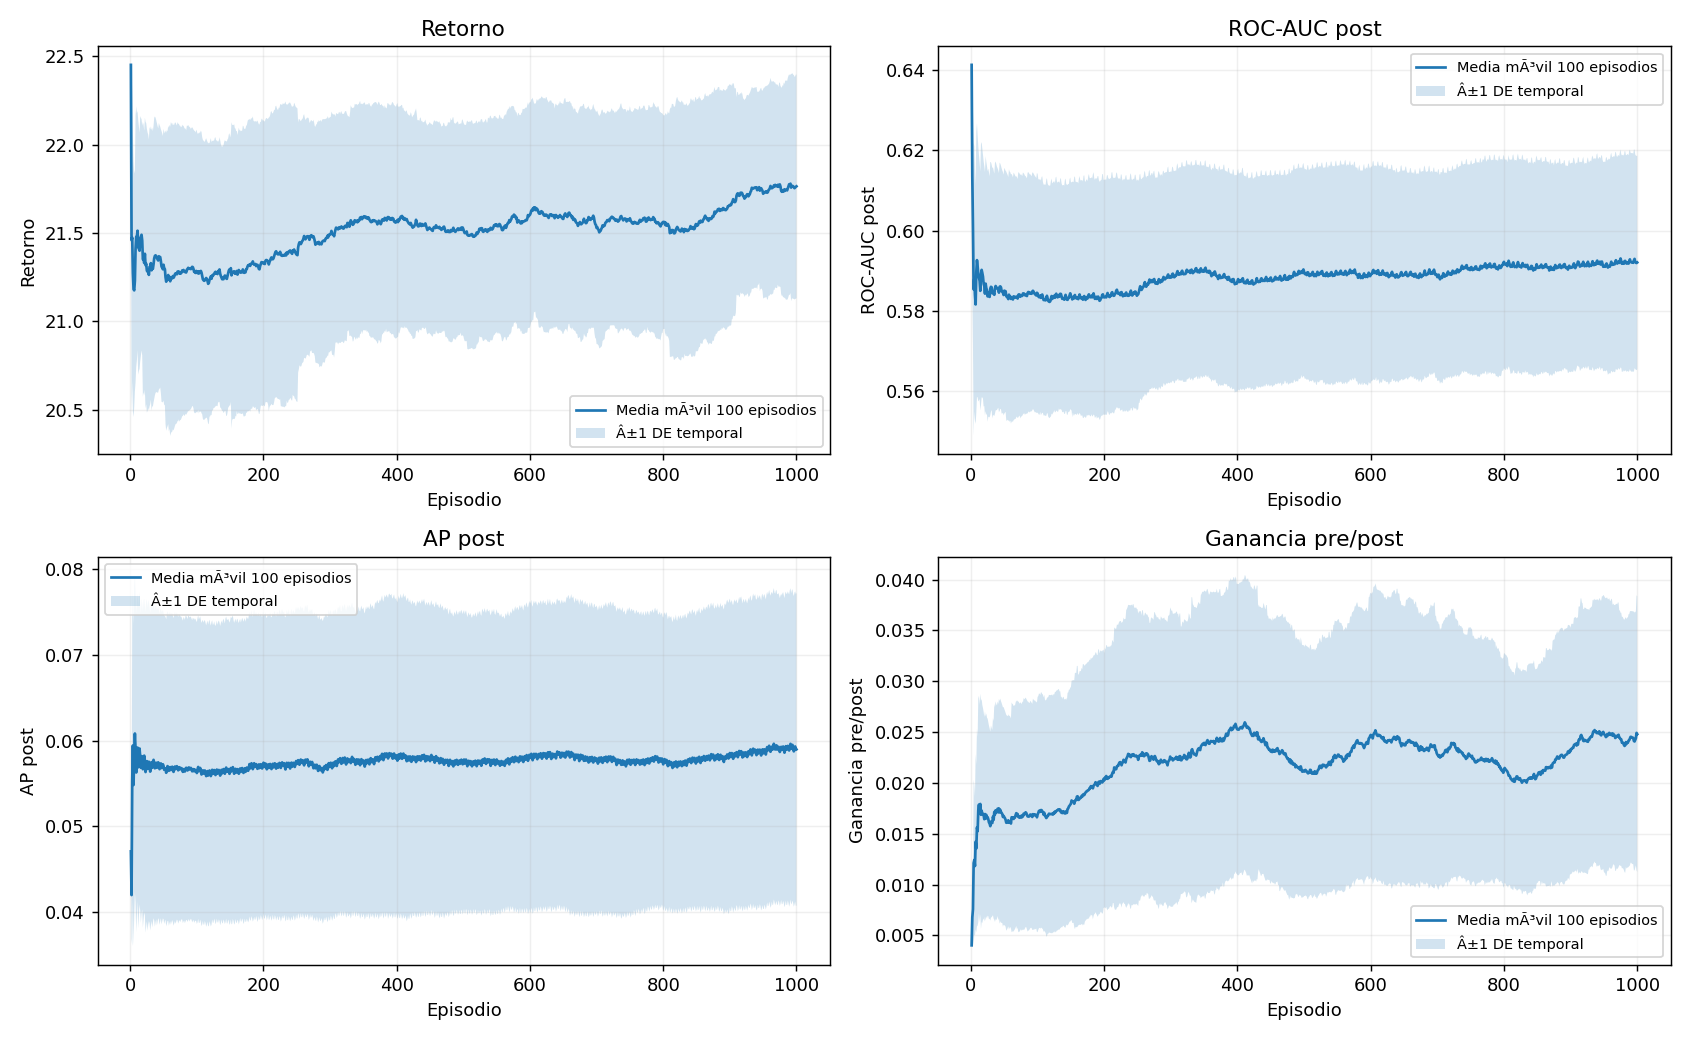 Retorno
22.5
22.0
21.5
21.0
20.5
Retorno
Media mÃ³vil 100 episodios
Â±1 DE temporal
0
200
400
600
800
1000
Episodio
ROC-AUC post
0.64
0.62
0.60
0.58
0.56
ROC-AUC post
Media mÃ³vil 100 episodios
Â±1 DE temporal
0
200
400
600
800
1000
Episodio
AP post
0.08
0.07
0.06
0.05
0.04
AP post
Media mÃ³vil 100 episodios
Â±1 DE temporal
0
200
400
600
800
1000
Episodio
Ganancia pre/post
0.040
0.035
0.030
0.025
0.020
0.015
0.010
0.005
Ganancia pre/post
Media mÃ³vil 100 episodios
Â±1 DE temporal
0
200
400
600
800
1000
Episodio